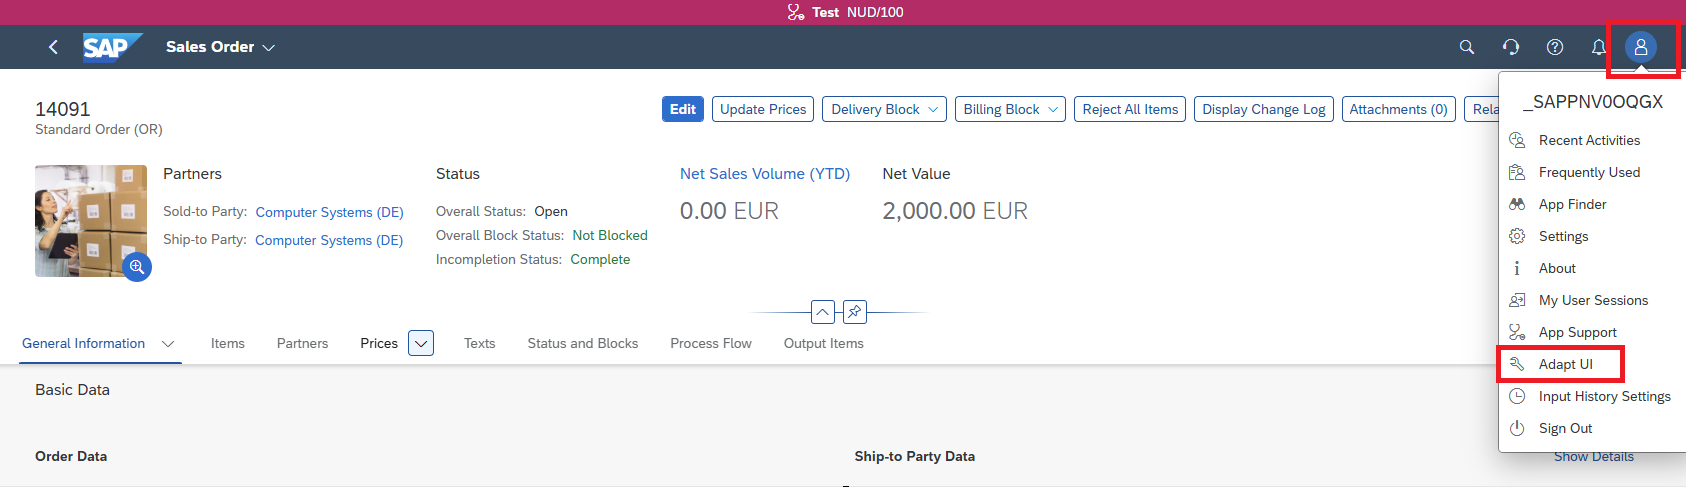 Test NUD/100
SAP Sales Order
14091
Standard Order (OR)
Edit Update Prices Delivery Block Billing Block Reject All Items Display Change Log Attachments (0) Rela
_SAPPNV0OQGX
Recent Activities
Frequently Used
App Finder
Settings
About
My User Sessions
App Support
Adapt UI
Input History Settings
Sign Out
Partners
Sold-to Party: Computer Systems (DE)
Ship-to Party: Computer Systems (DE)
Status
Overall Status: Open
Overall Block Status: Not Blocked
Incompletion Status: Complete
Net Sales Volume (YTD)
0.00 EUR
Net Value
2,000.00 EUR
General Information Items Partners Prices Texts Status and Blocks Process Flow Output Items
Basic Data
Order Data
Ship-to Party Data
Show Details